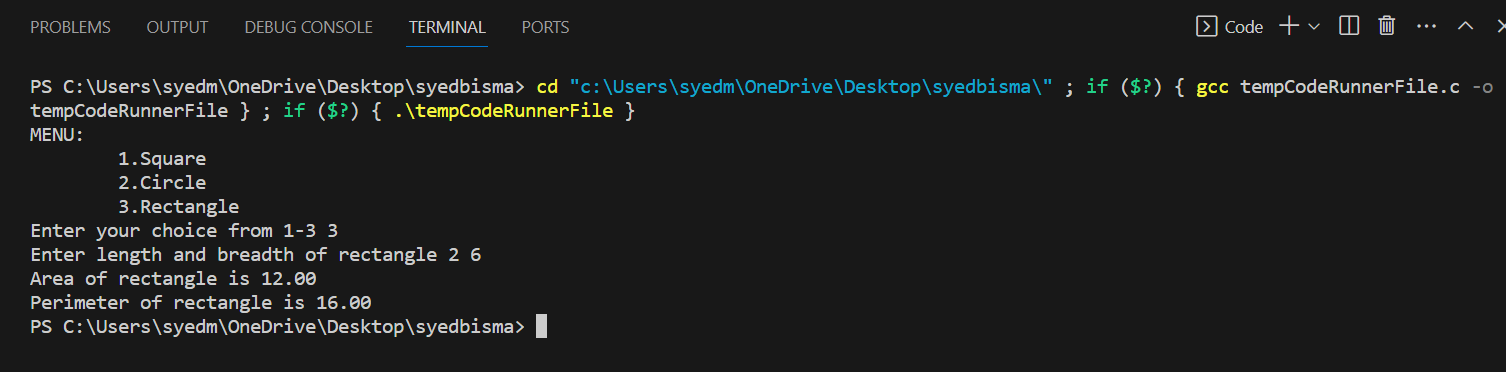 PROBLEMS OUTPUT DEBUG CONSOLE TERMINAL PORTS Code
PS C:\Users\syedm\OneDrive\Desktop\syedbisma> cd "c:\Users\syedm\OneDrive\Desktop\syedbisma\" ; if ($?) { gcc tempCodeRunnerFile.c -o
tempCodeRunnerFile } ; if ($?) { .\tempCodeRunnerFile }
MENU:
1.Square
2.Circle
3.Rectangle
Enter your choice from 1-3 3
Enter length and breadth of rectangle 2 6
Area of rectangle is 12.00
Perimeter of rectangle is 16.00
PS C:\Users\syedm\OneDrive\Desktop\syedbisma>